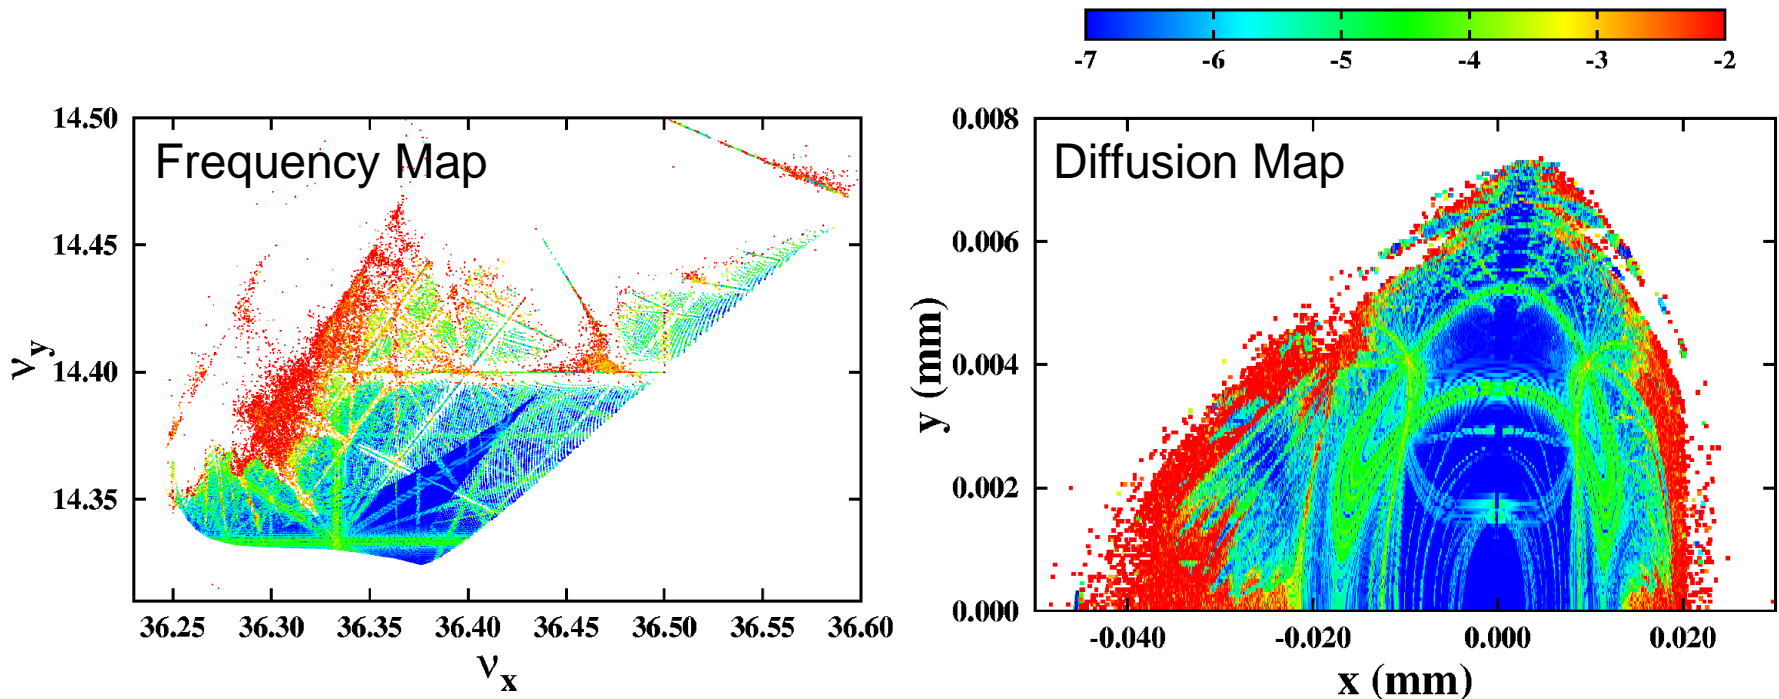 -7 -6 -5 -4 -3 -2
Frequency Map
14.50
14.45
14.40
14.35
νy
36.25 36.30 36.35 36.40 36.45 36.50 36.55 36.60
νx
Diffusion Map
0.008
0.006
0.004
0.002
0.000
y (mm)
-0.040 -0.020 0.000 0.020
x (mm)